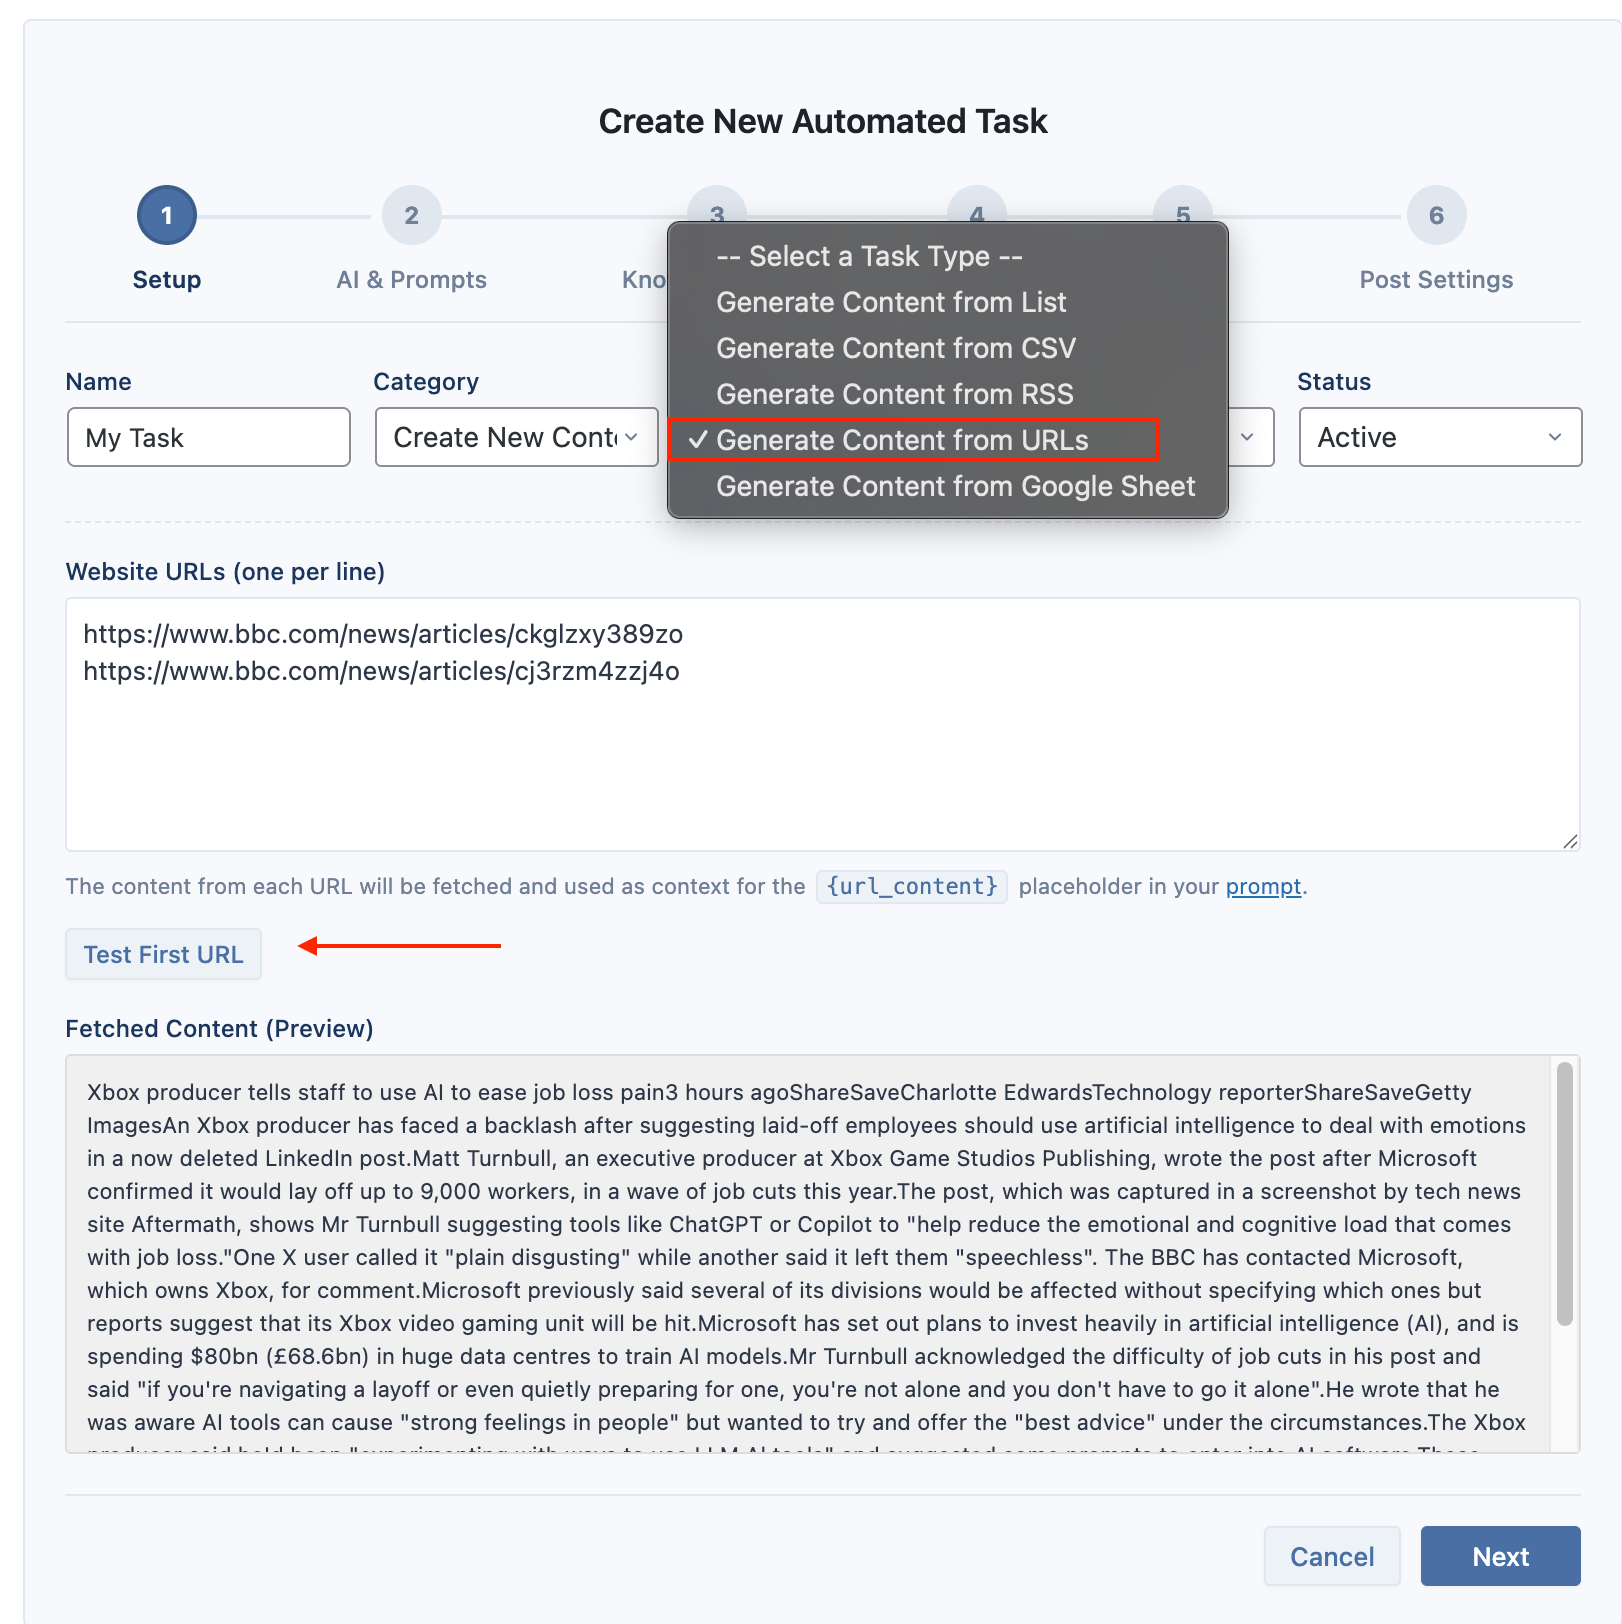 Create New Automated Task
1
2
3
4
5
6
Setup
AI & Prompts
Post Settings
-- Select a Task Type --
Generate Content from List
Generate Content from CSV
Generate Content from RSS
✓ Generate Content from URLs
Generate Content from Google Sheet
Name
Category
Status
My Task
Create New
Active
Website URLs (one per line)
https://www.bbc.com/news/articles/ckglzxy389zo
https://www.bbc.com/news/articles/cj3rzm4zzj4o
The content from each URL will be fetched and used as context for the {url_content} placeholder in your prompt.
Test First URL
Fetched Content (Preview)
Xbox producer tells staff to use AI to ease job loss pain3 hours agoShareSaveCharlotte EdwardsTechnology reporterShareSaveGetty
ImagesAn Xbox producer has faced a backlash after suggesting laid-off employees should use artificial intelligence to deal with emotions
in a now deleted LinkedIn post.Matt Turnbull, an executive producer at Xbox Game Studios Publishing, wrote the post after Microsoft
confirmed it would lay off up to 9,000 workers, in a wave of job cuts this year.The post, which was captured in a screenshot by tech news
site Aftermath, shows Mr Turnbull suggesting tools like ChatGPT or Copilot to "help reduce the emotional and cognitive load that comes
with job loss."One X user called it "plain disgusting" while another said it left them "speechless". The BBC has contacted Microsoft,
which owns Xbox, for comment.Microsoft previously said several of its divisions would be affected without specifying which ones but
reports suggest that its Xbox video gaming unit will be hit.Microsoft has set out plans to invest heavily in artificial intelligence (AI), and is
spending $80bn (£68.6bn) in huge data centres to train AI models.Mr Turnbull acknowledged the difficulty of job cuts in his post and
said "if you're navigating a layoff or even quietly preparing for one, you're not alone and you don't have to go it alone".He wrote that he
was aware AI tools can cause "strong feelings in people" but wanted to try and offer the "best advice" under the circumstances.The Xbox
Cancel
Next